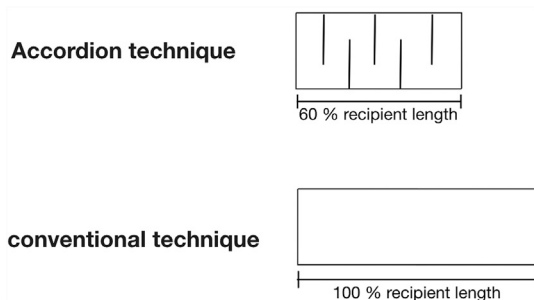 Accordion technique
60 % recipient length
conventional technique
100 % recipient length